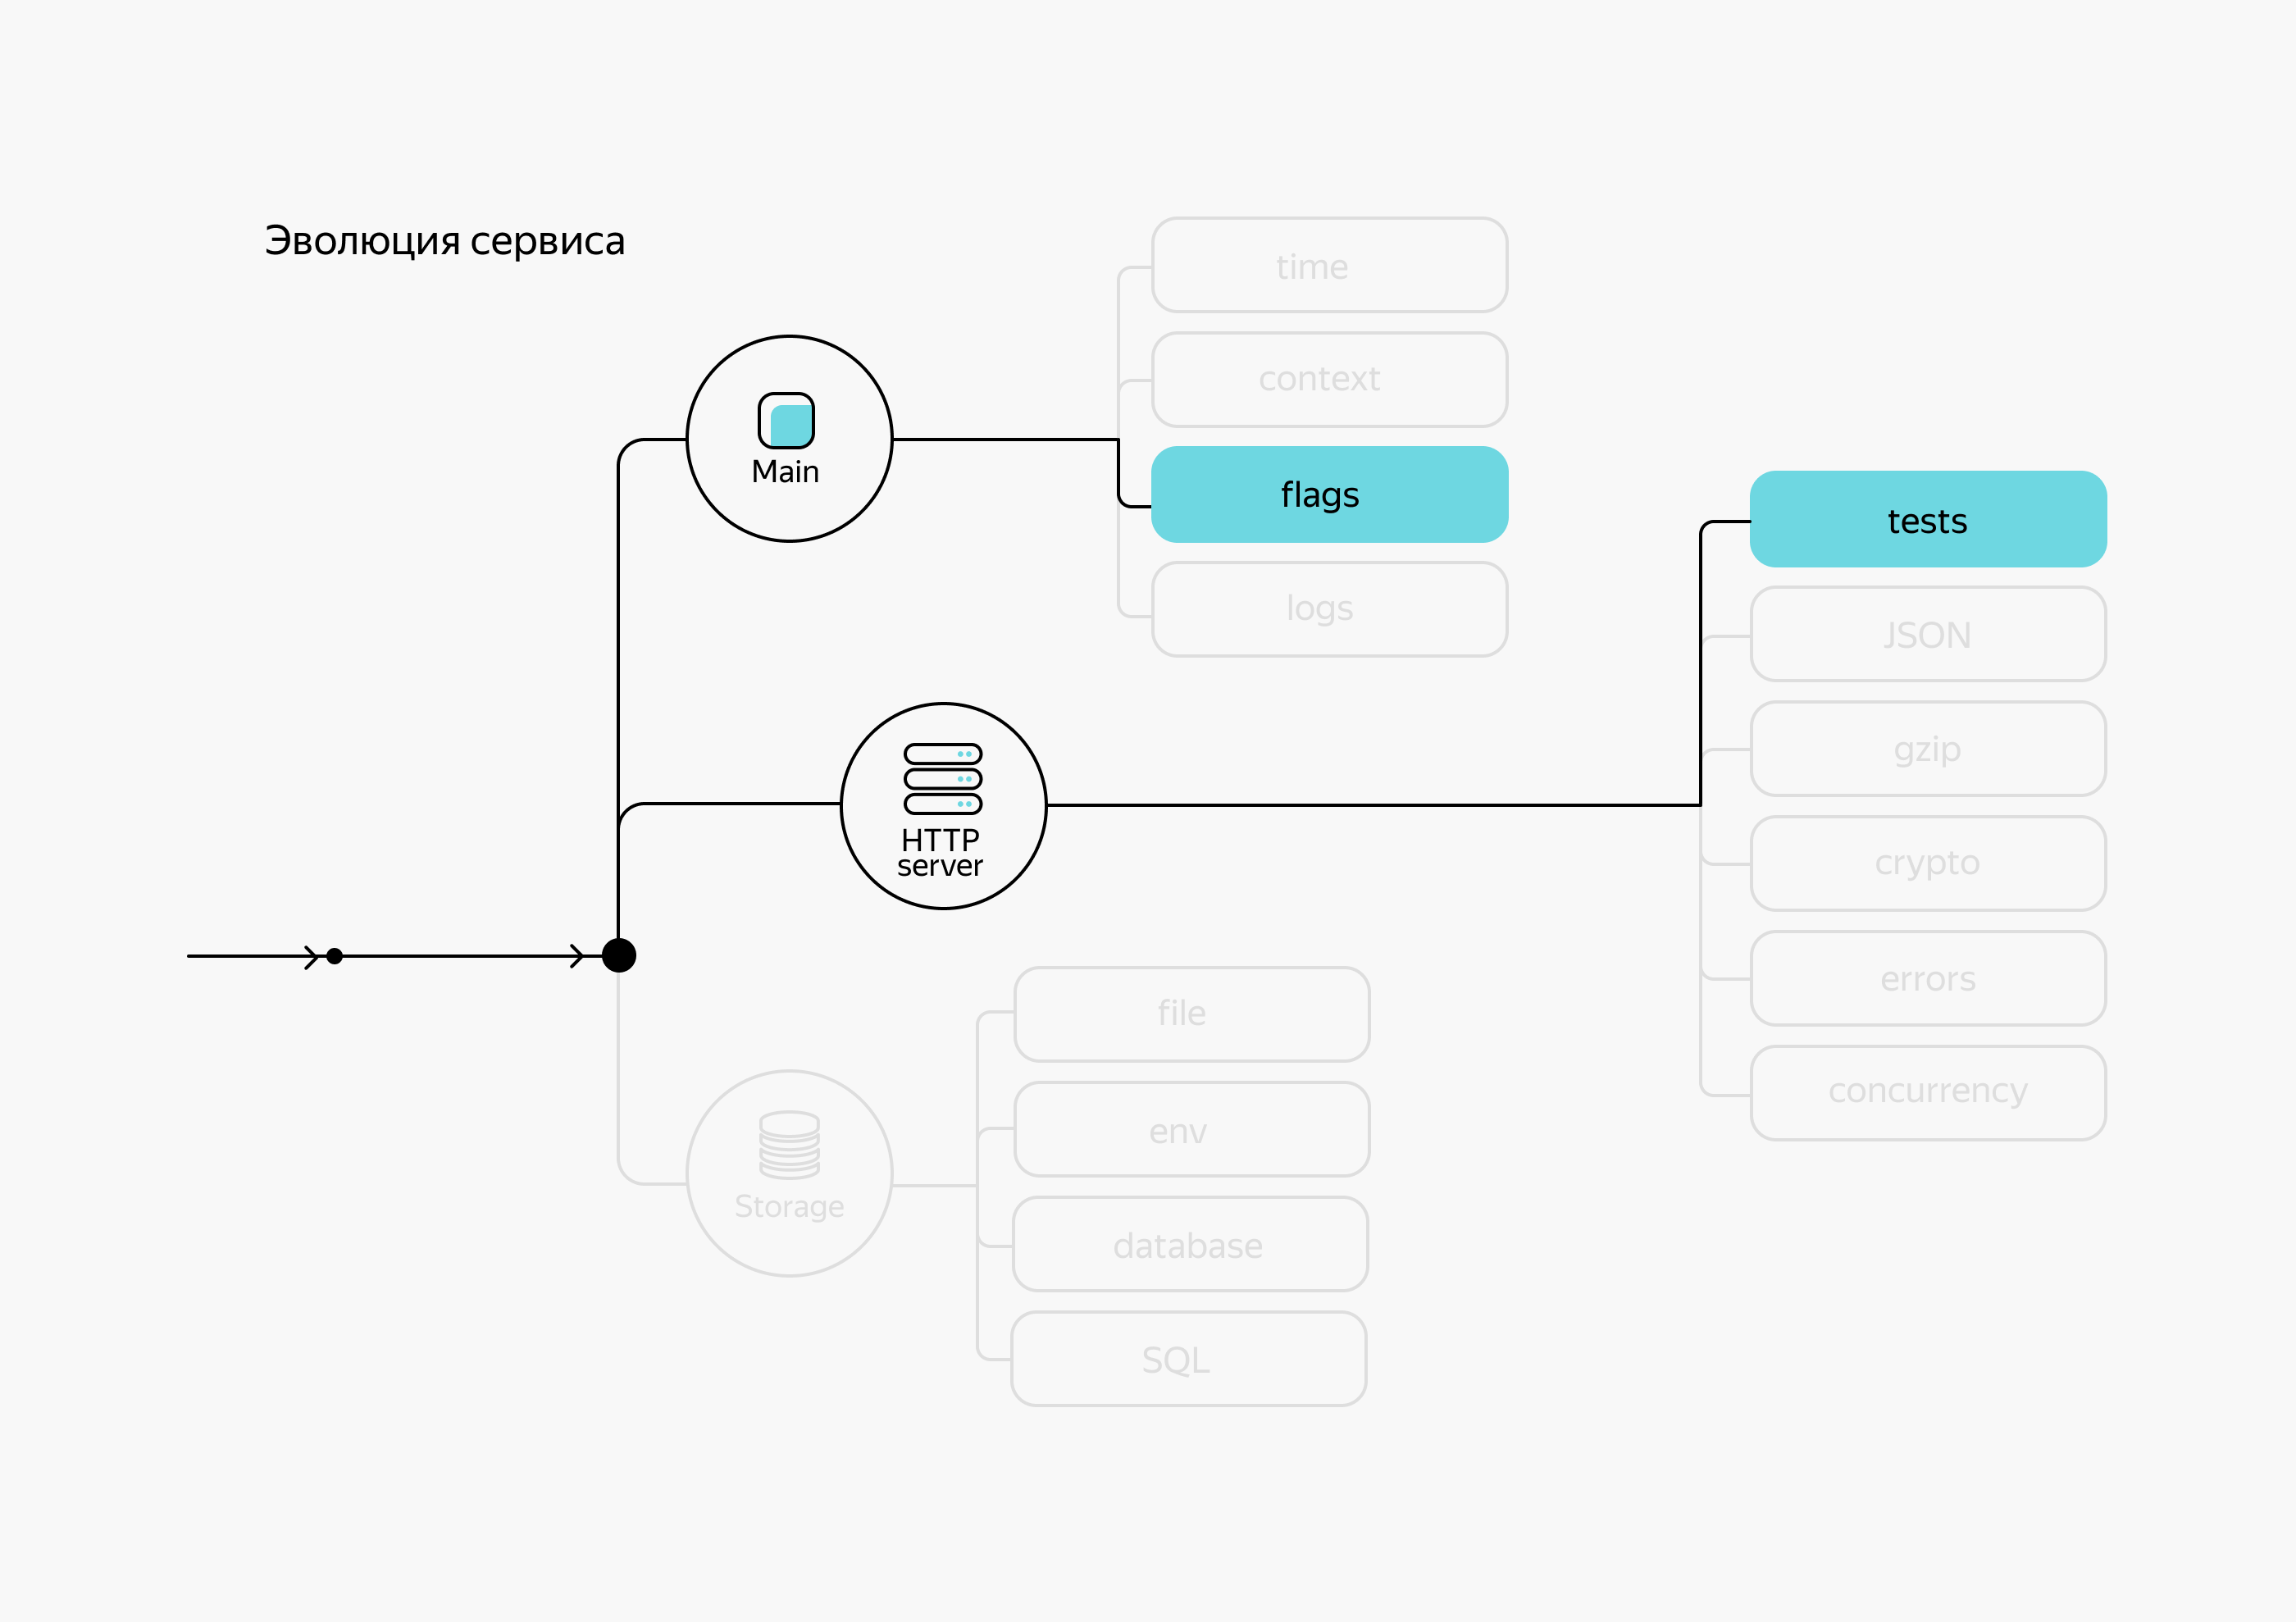 Эволюция сервиса
Main
time
context
flags
logs
HTTP
server
tests
JSON
gzip
crypto
errors
concurrency
Storage
file
env
database
SQL